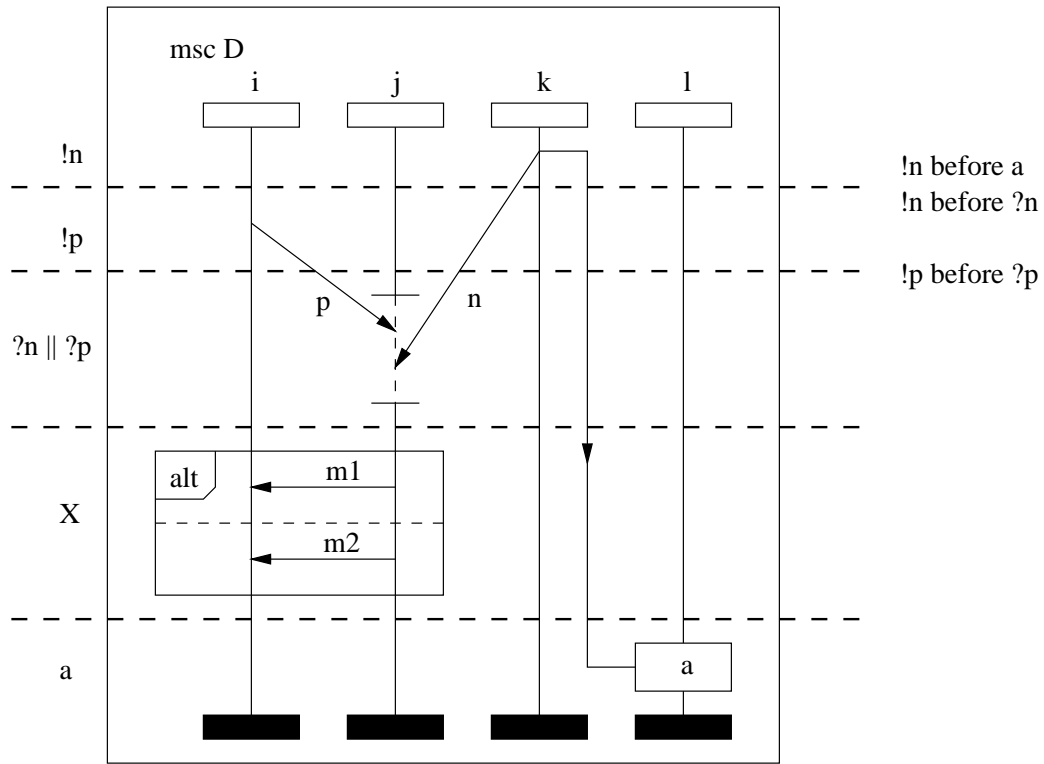 msc D
i j k l
!n
!n before a
!n before ?n
!p
!p before ?p
p n
?n || ?p
alt m1
X
m2
a
a